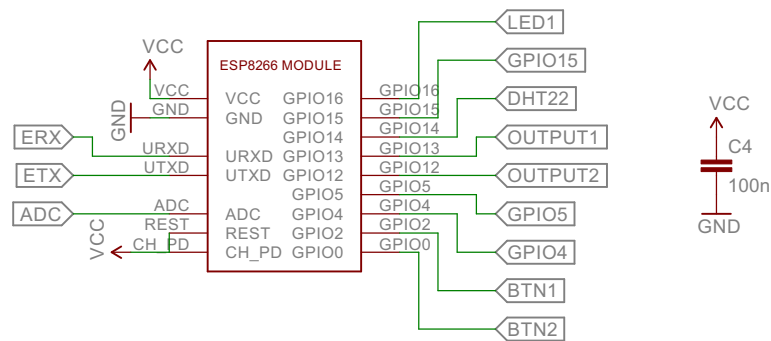 LED1
VCC
ESP8266 MODULE
GPIO15
VCC
VCC
GPIO16
GPIO16
DHT22
VCC
GND
GND
GND
GPIO15
GPIO15
C4
ERX
GPIO14
GPIO14
OUTPUT1
URXD
URXD
GPIO13
GPIO13
100n
ETX
UTXD
UTXD
GPIO12
GPIO12
OUTPUT2
GPIO5
GPIO5
ADC
ADC
ADC
GPIO4
GPIO4
GPIO5
GND
REST
REST
GPIO2
GPIO2
VCC
CH_PD
CH_PD
GPIO0
GPIO0
GPIO4
BTN1
BTN2